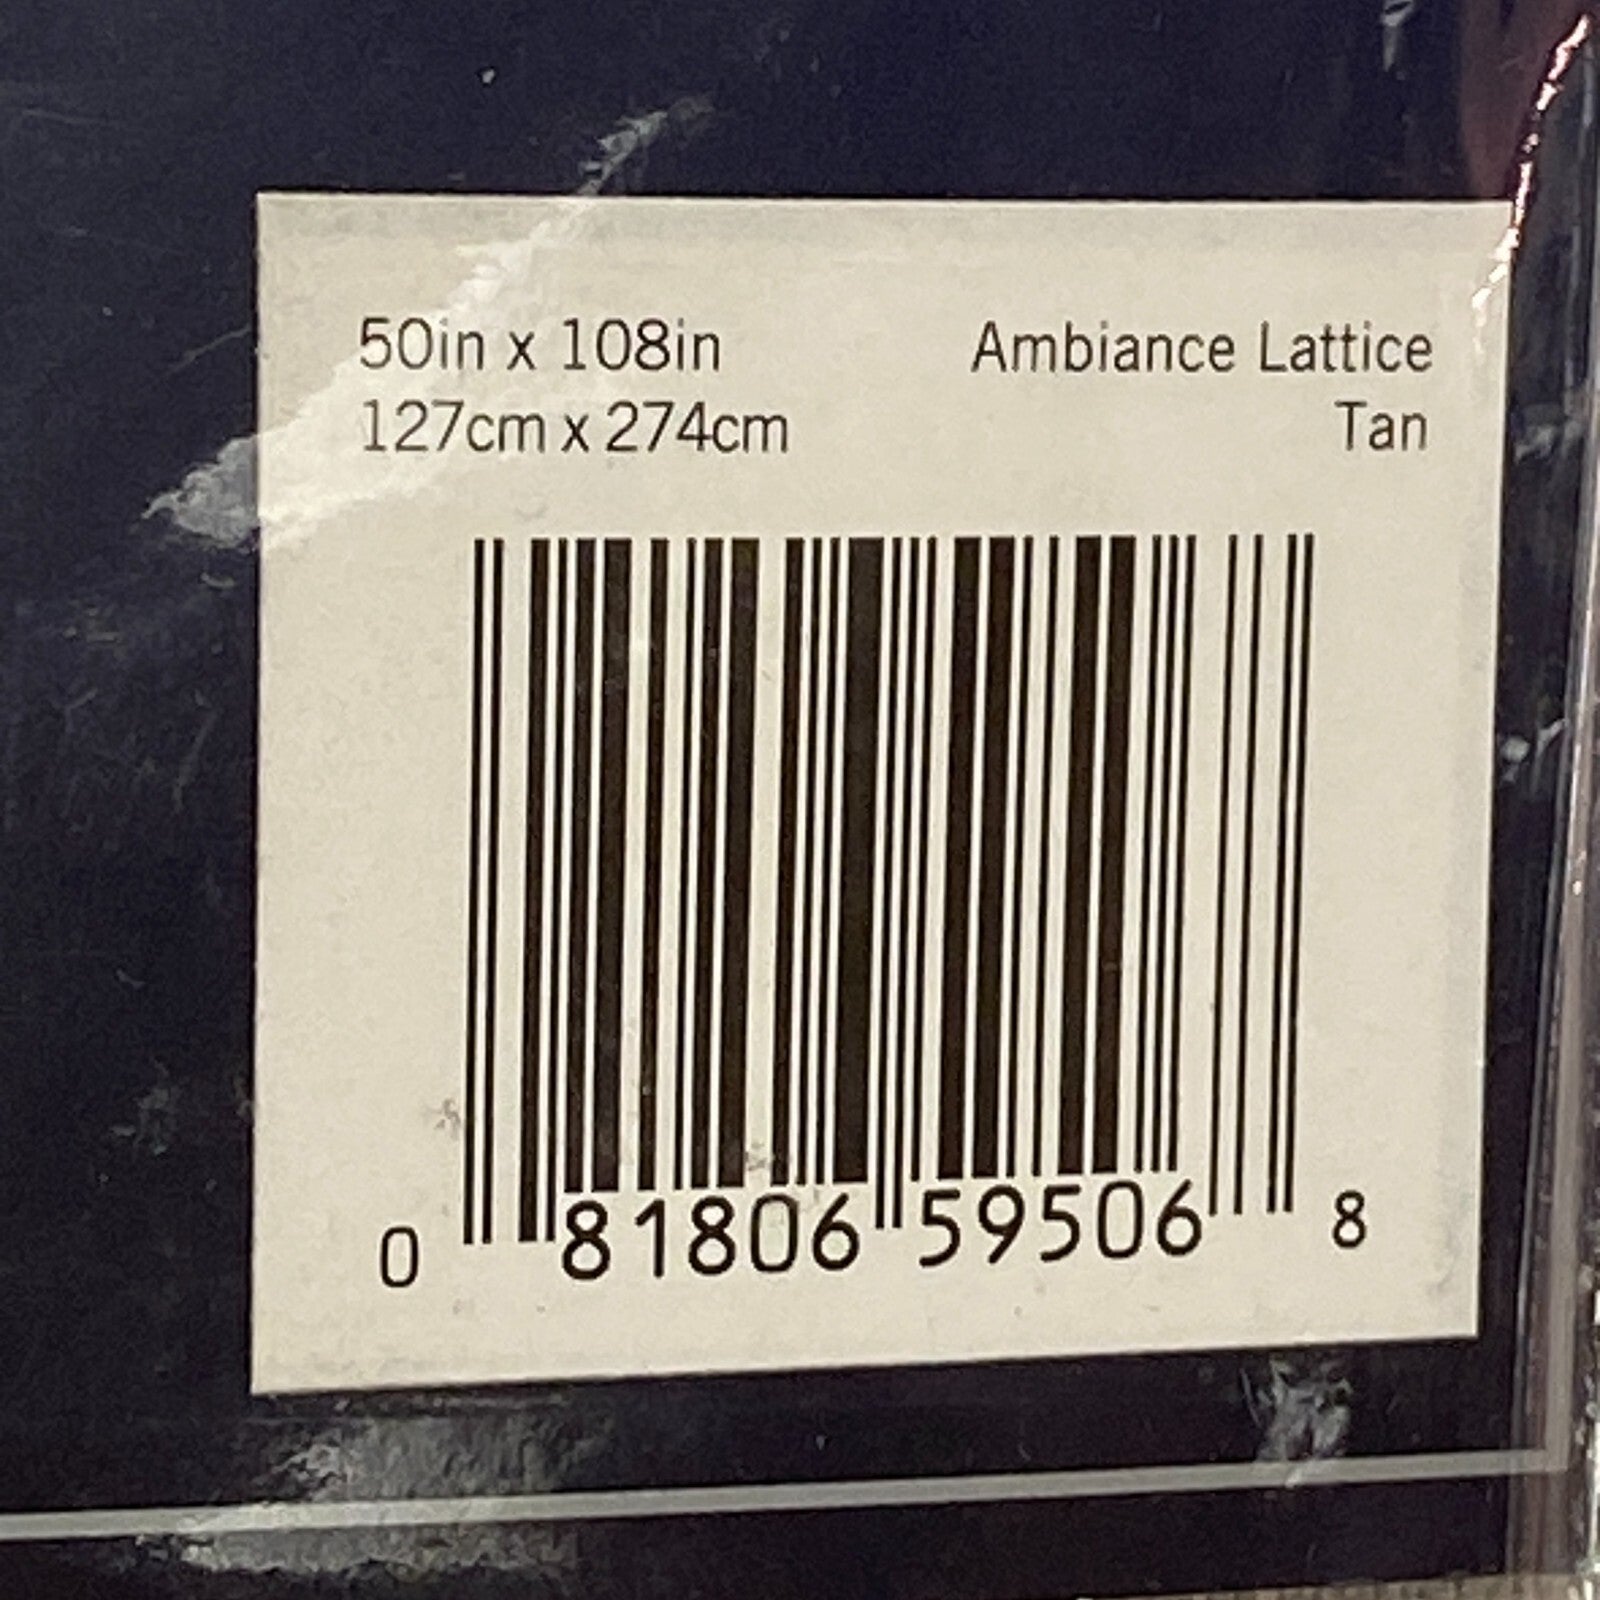 50in x 108in
Ambiance Lattice
127cm x 274cm
Tan
0 81806 59506 8